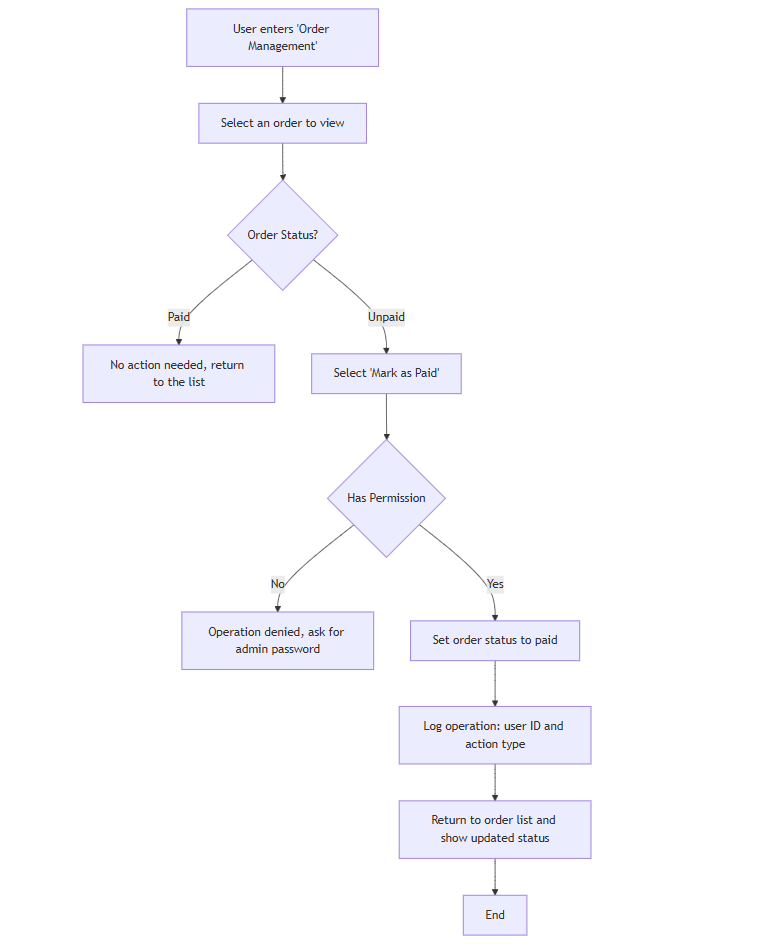 User enters 'Order
Management'
Select an order to view
Order Status?
Paid
Unpaid
No action needed, return
to the list
Select 'Mark as Paid'
Has Permission
No
Yes
Operation denied, ask for
admin password
Set order status to paid
Log operation: user ID and
action type
Return to order list and
show updated status
End